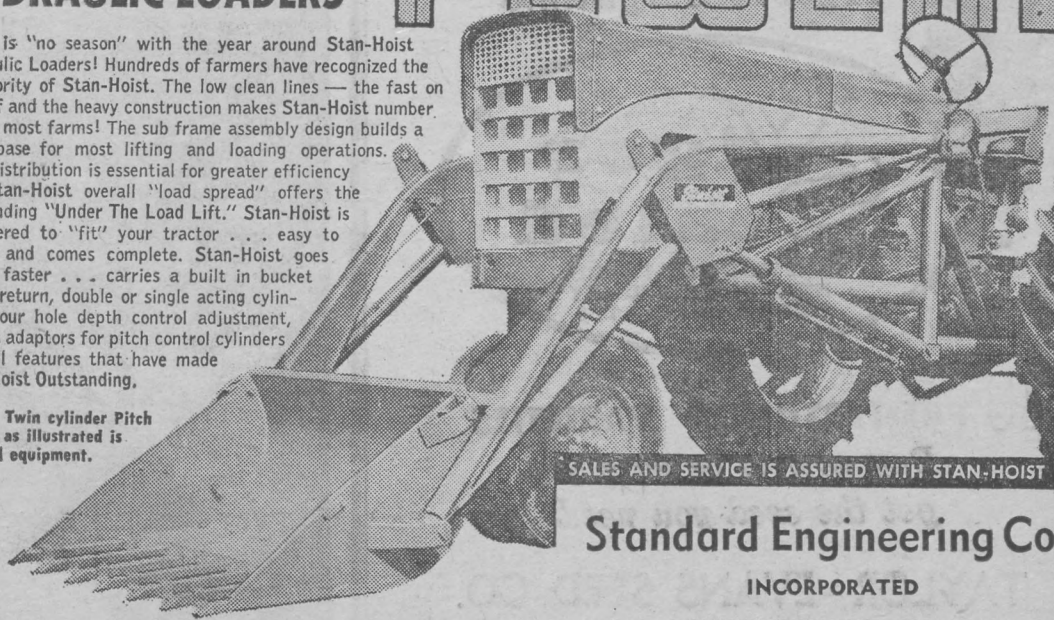 HYDRAULIC LOADERS
is "no season" with the year around Stan-Hoist
ulic Loaders! Hundreds of farmers have recognized the
ority of Stan-Hoist. The low clean lines — the fast on
f and the heavy construction makes Stan-Hoist number
most farms! The sub frame assembly design builds a
base for most lifting and loading operations.
istribution is essential for greater efficiency
tan-Hoist overall "load spread" offers the
nding "Under The Load Lift." Stan-Hoist is
ered to "fit" your tractor . . . easy to
and comes complete. Stan-Hoist goes
faster . . . carries a built in bucket
return, double or single acting cylin-
our hole depth control adjustment,
adaptors for pitch control cylinders
l features that have made
oist Outstanding.
Twin cylinder Pitch
as illustrated is
l equipment.
SALES AND SERVICE IS ASSURED WITH STAN-HOIST
Standard Engineering Co
INCORPORATED